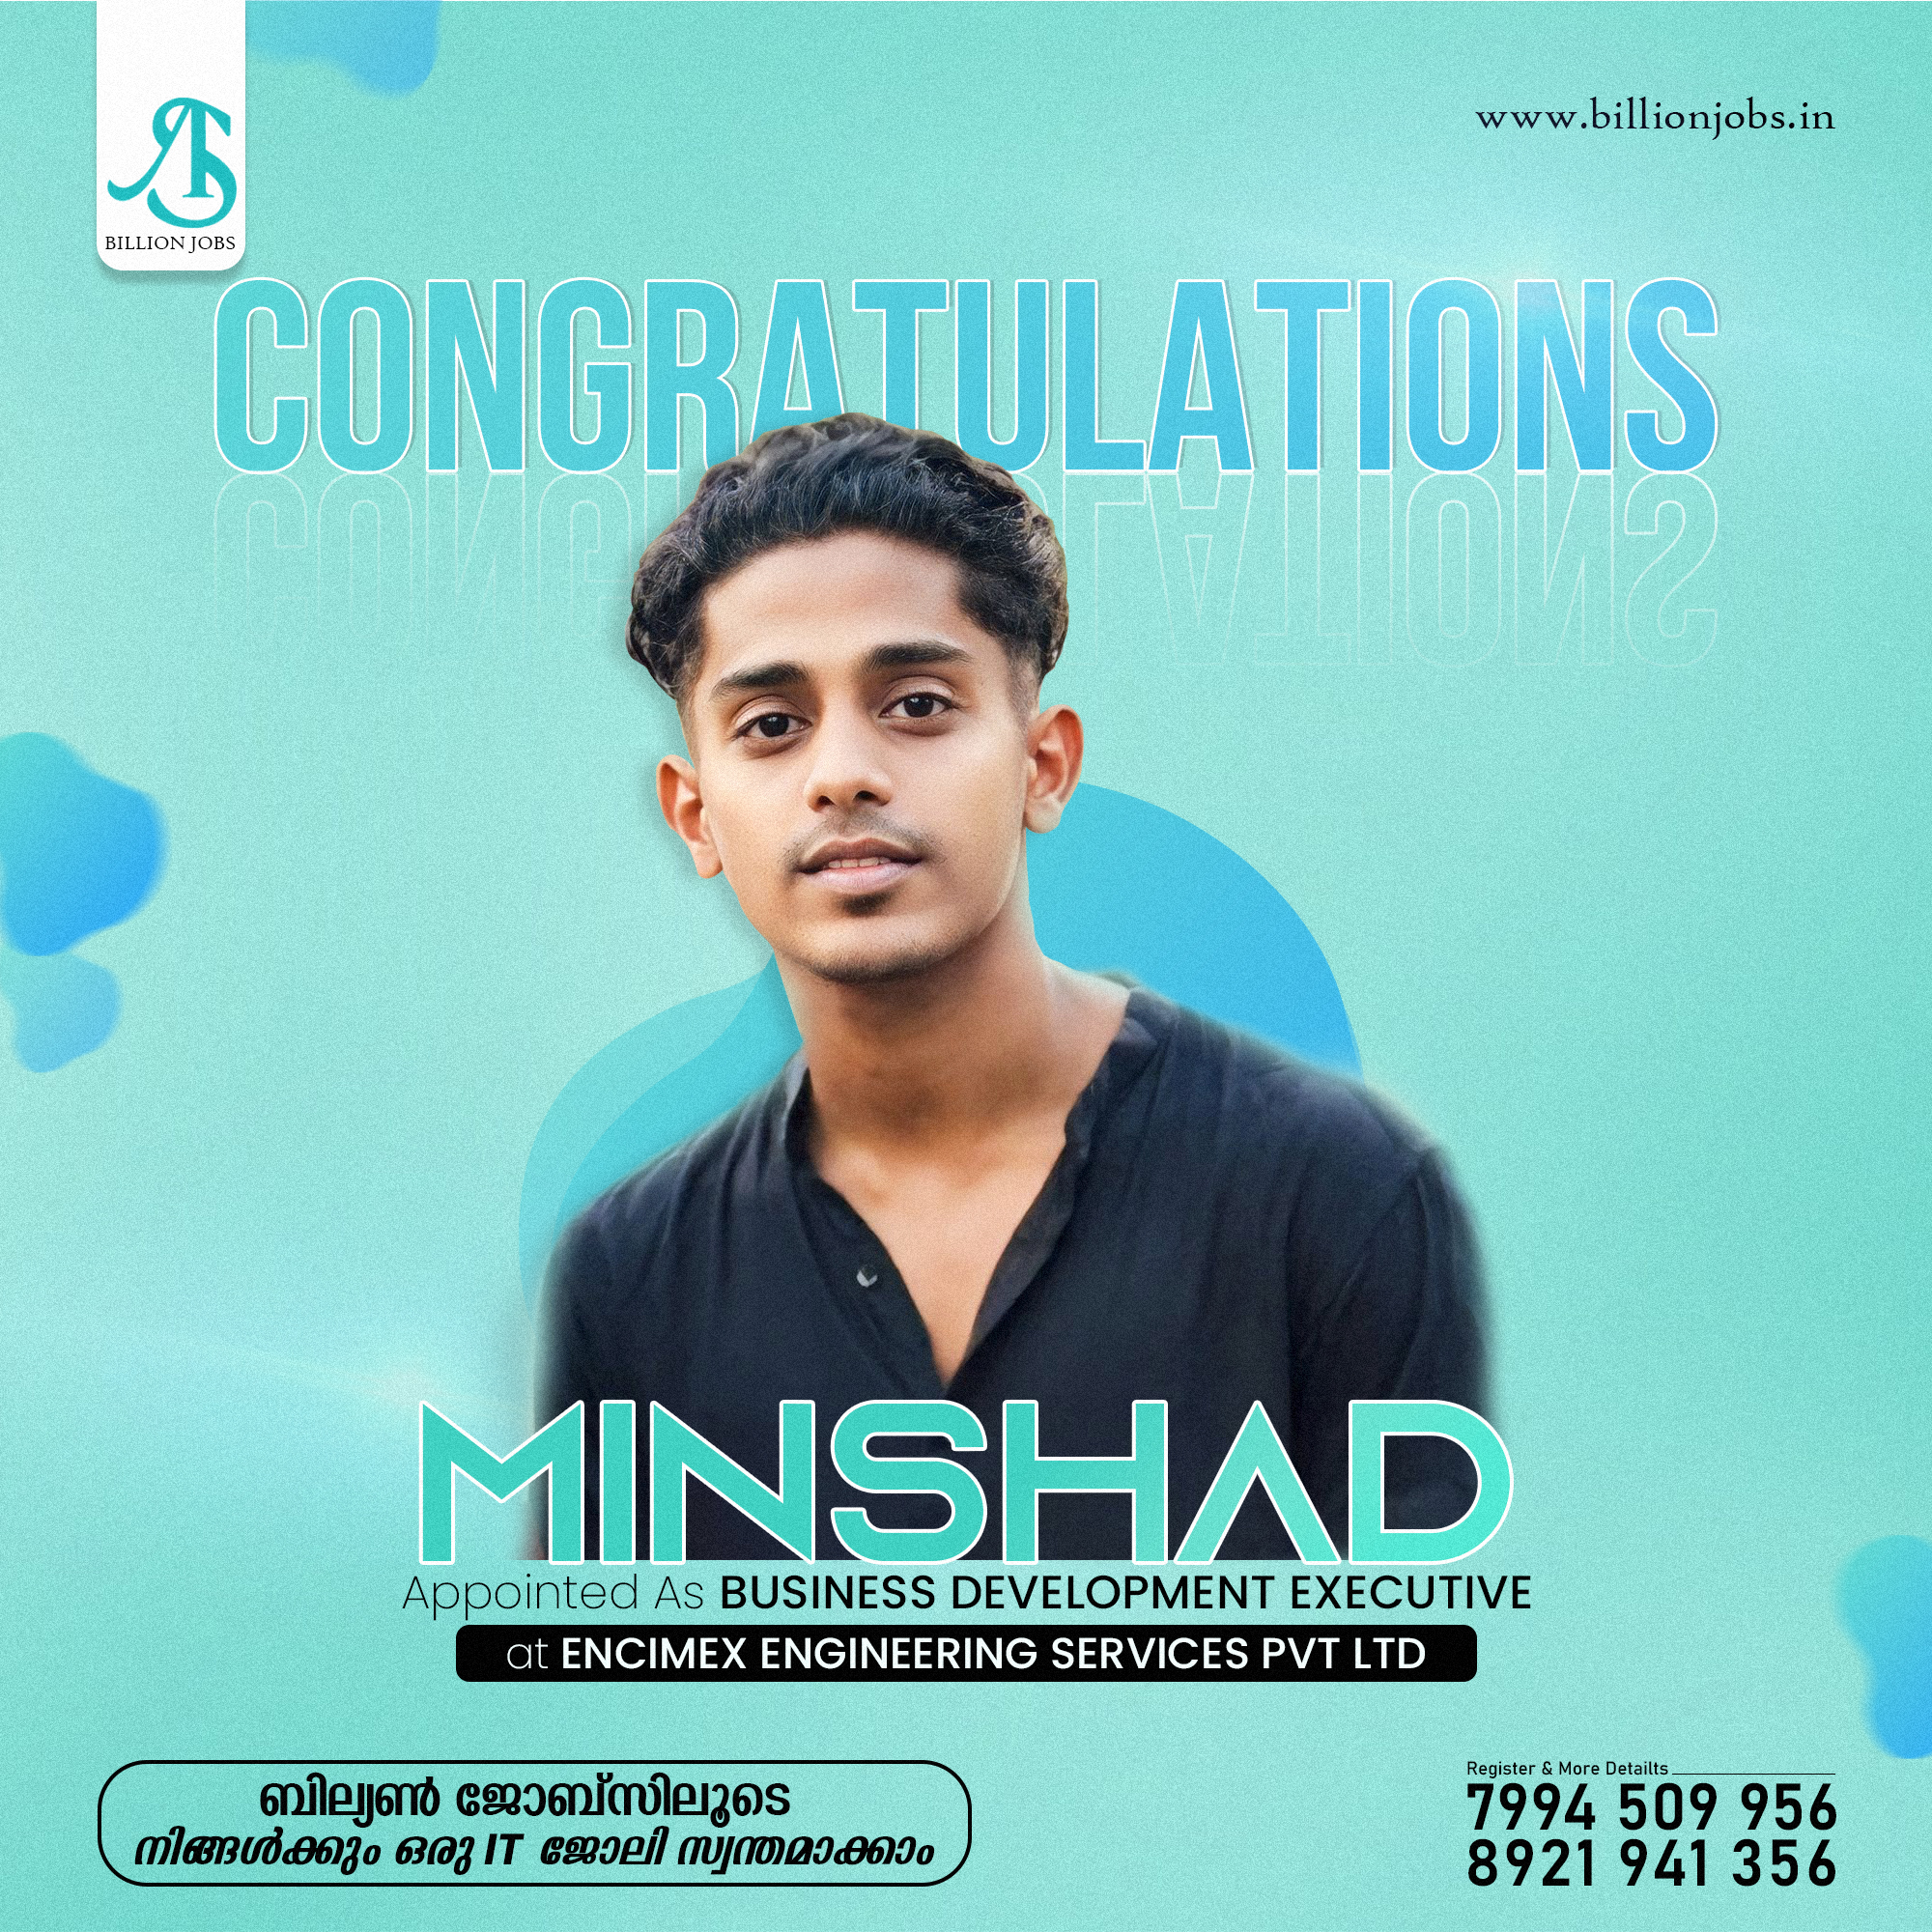 www.billionjobs.in
BILLION JOBS
CONGRATULATIONS
MINSHAD
Appointed As BUSINESS DEVELOPMENT EXECUTIVE
at ENCIMEX ENGINEERING SERVICES PVT LTD
ബില്യൺ ജോബ്സിലൂടെ
നിങ്ങൾക്കും ഒരു IT ജോലി സ്വന്തമാക്കാം
Register & More Detailts
7994 509 956
8921 941 356